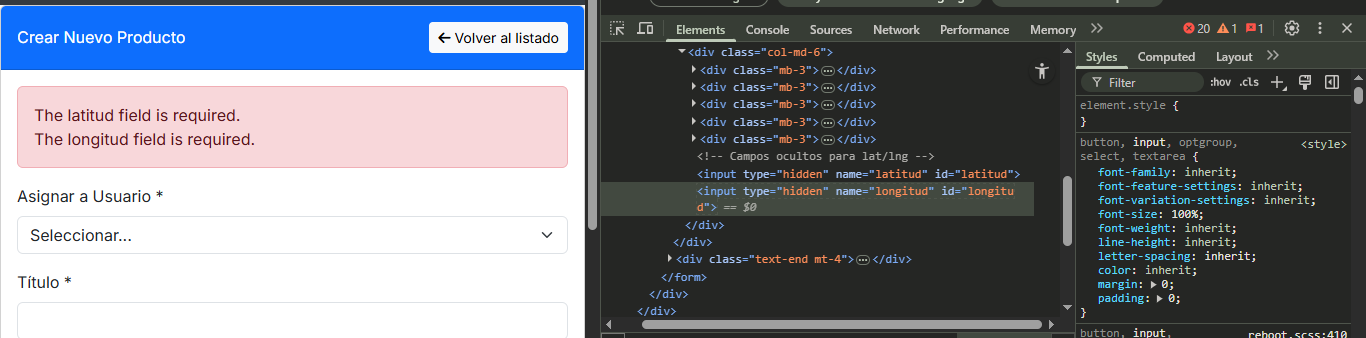 Crear Nuevo Producto
← Volver al listado
The latitud field is required.
The longitud field is required.
Asignar a Usuario *
Seleccionar...
Título *
Elements Console Sources Network Performance Memory >> 20 1 1
<div class="col-md-6">
<div class="mb-3">…</div>
<div class="mb-3">…</div>
<div class="mb-3">…</div>
<div class="mb-3">…</div>
<div class="mb-3">…</div>
<!-- Campos ocultos para lat/lng -->
<input type="hidden" name="latitud" id="latitud">
<input type="hidden" name="longitud" id="longitu
d"> == $0
</div>
</div>
<div class="text-end mt-4">…</div>
</form>
</div>
</div>
Styles Computed Layout >>
Filter :hov .cls
element.style {
}
button, input, optgroup, <style>
select, textarea {
font-family: inherit;
font-feature-settings: inherit;
font-variation-settings: inherit;
font-size: 100%;
font-weight: inherit;
line-height: inherit;
letter-spacing: inherit;
color: inherit;
margin: 0;
padding: 0;
}
button, input, reboot.scss:410